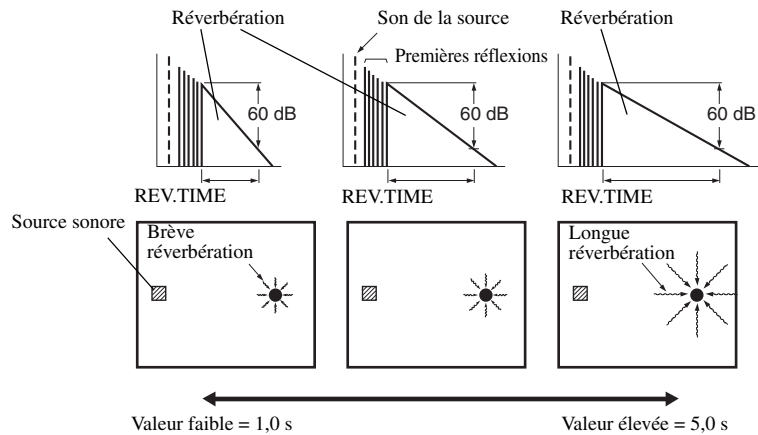 Réverbération
Son de la source
Réverbération
Premières réflexions
60 dB
60 dB
60 dB
REV.TIME
REV.TIME
REV.TIME
Source sonore
Brève
réverbération
Longue
réverbération
Valeur faible = 1,0 s
Valeur élevée = 5,0 s